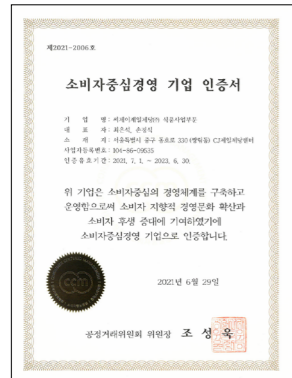 제2021-2006호
소비자중심경영 기업 인증서
기 업 명 : 씨제이제일제당㈜ 식품사업부문
대 표 자 : 최은석, 손경식
소 재 지 : 서울특별시 중구 동호로 330 (쌍림동) CJ제일제당센터
사업자등록번호 : 104-86-09535
인증유효기간 : 2021. 7. 1. ~ 2023. 6. 30.
위 기업은 소비자중심의 경영체계를 구축하고
운영함으로써 소비자 지향적 경영문화 확산과
소비자 후생 증대에 기여하였기에
소비자중심경영 기업으로 인증합니다.
2021년 6월 29일
ccm
공정거래위원회 위원장 조 성 욱